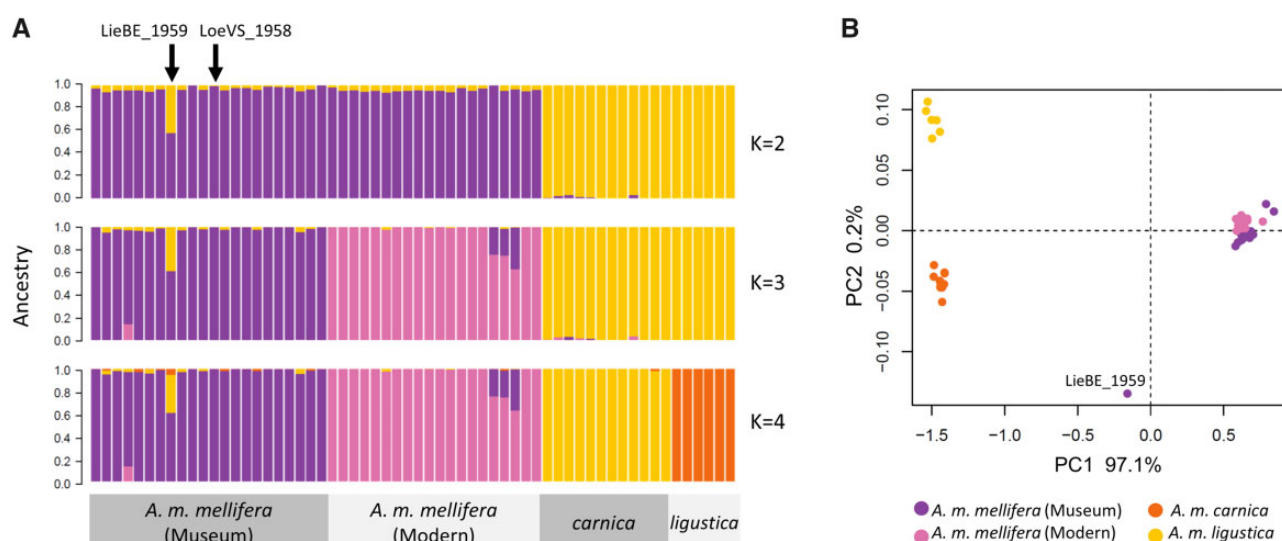 A
LieBE_1959
LoeVS_1958
Ancestry
1.0
0.8
0.6
0.4
0.2
0.0
K=2
1.0
0.8
0.6
0.4
0.2
0.0
K=3
1.0
0.8
0.6
0.4
0.2
0.0
K=4
A. m. mellifera
(Museum)
A. m. mellifera
(Modern)
carnica
ligustica
B
PC2 0.2%
0.10
0.05
0.00
−0.05
−0.10
LieBE_1959
−1.5
−1.0
−0.5
0.0
0.5
PC1 97.1%
A. m. mellifera (Museum)
A. m. carnica
A. m. mellifera (Modern)
A. m. ligustica